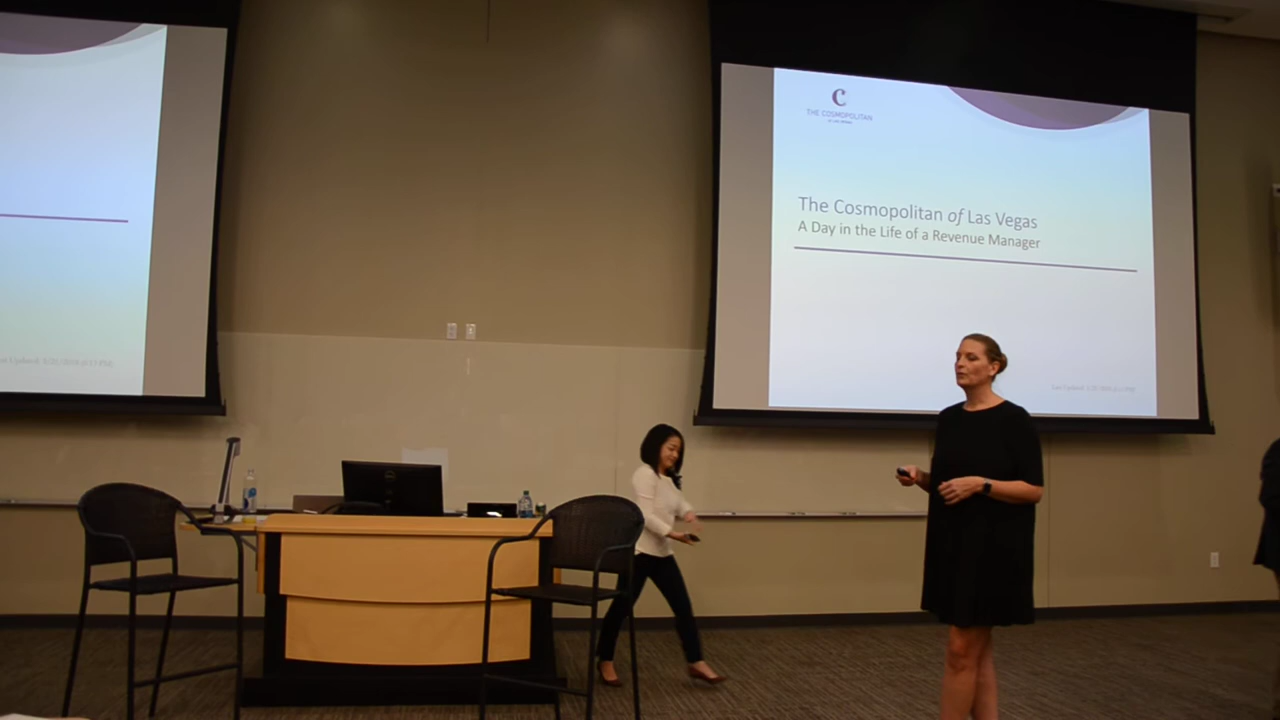 C
THE COSMOPOLITAN
The Cosmopolitan of Las Vegas
A Day in the Life of a Revenue Manager